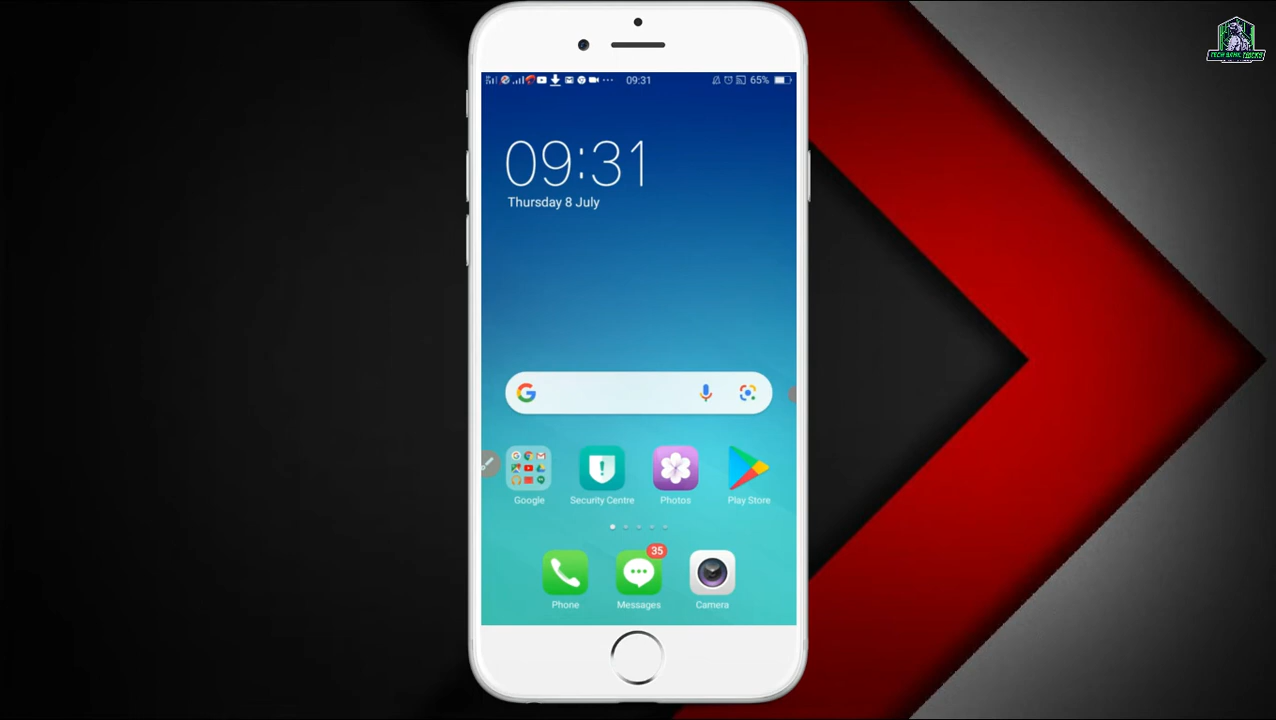 09:31
65%
09:31
Thursday 8 July
Google
Security Centre
Photos
Play Store
35
Phone
Messages
Camera